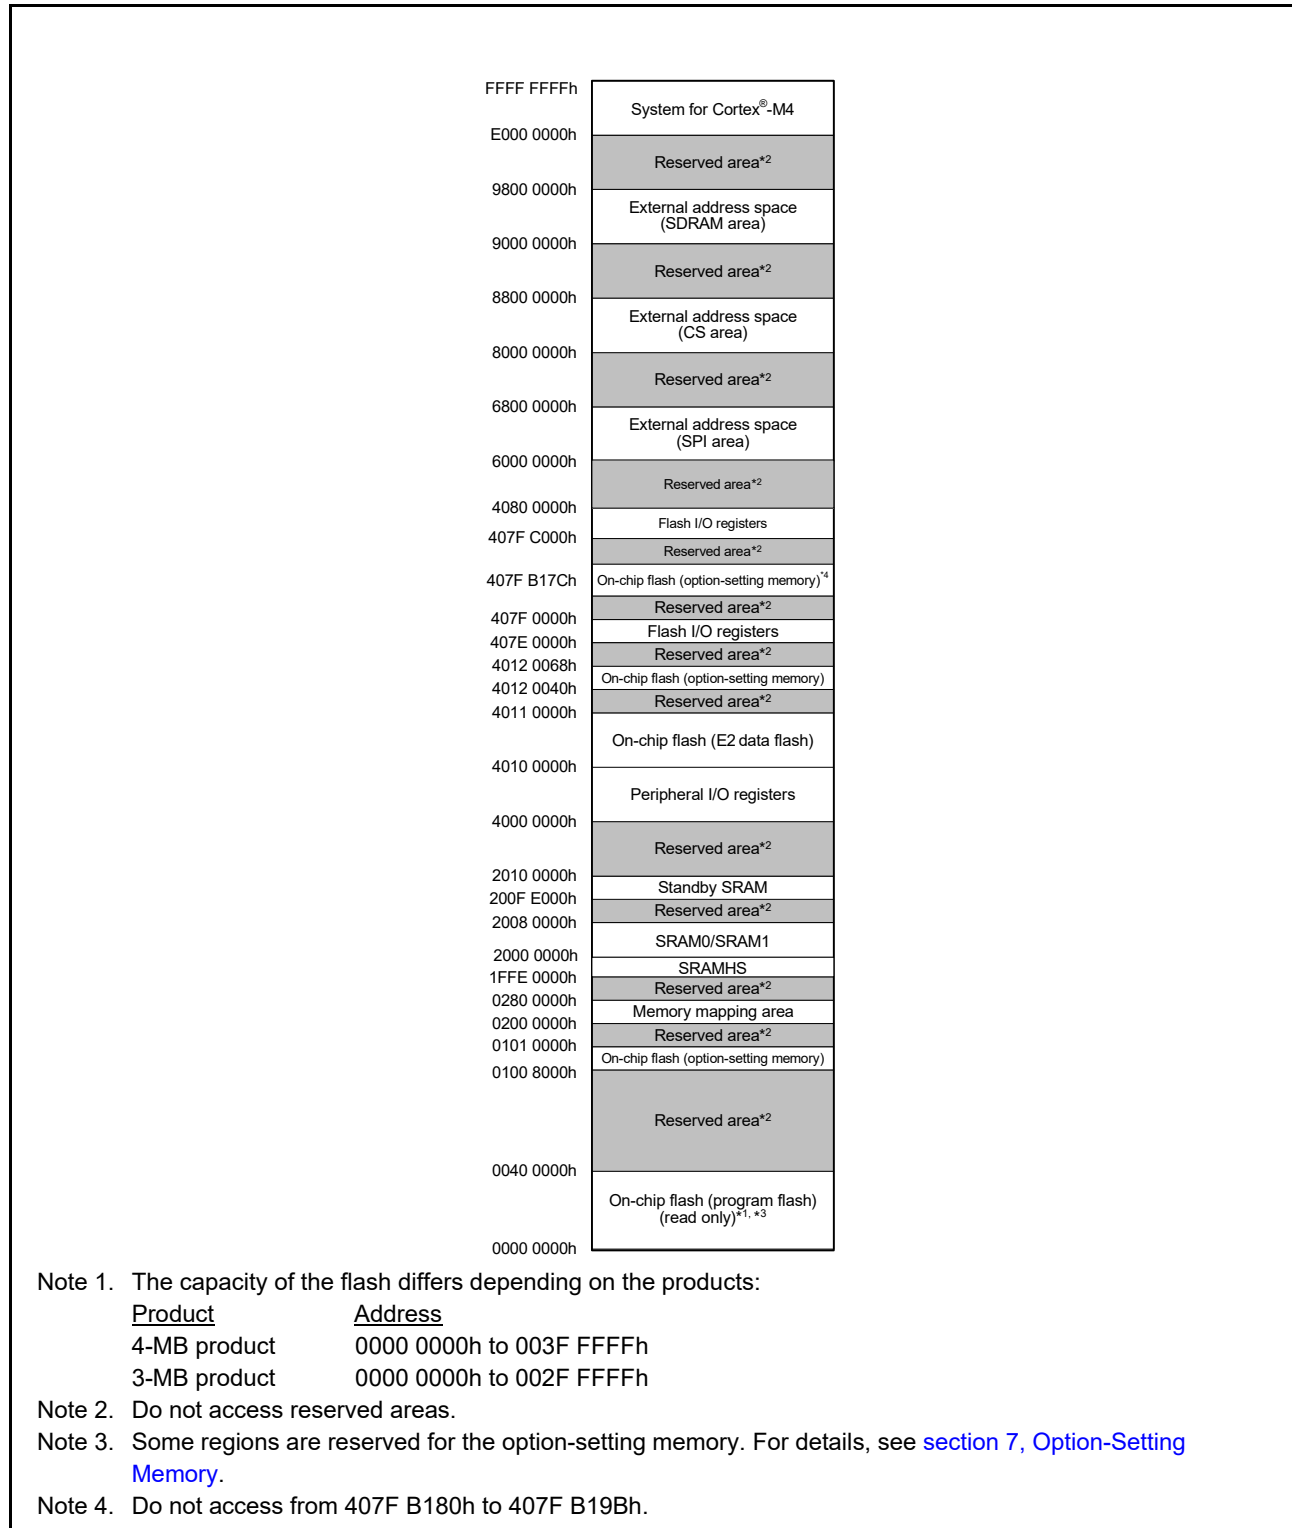 FFFF FFFFh
System for Cortex®-M4
E000 0000h
Reserved area*2
9800 0000h
External address space
(SDRAM area)
9000 0000h
Reserved area*2
8800 0000h
External address space
(CS area)
8000 0000h
Reserved area*2
6800 0000h
External address space
(SPI area)
6000 0000h
Reserved area*2
4080 0000h
Flash I/O registers
407F C000h
Reserved area*2
407F B17Ch On-chip flash (option-setting memory)*4
Reserved area*2
407F 0000h
Flash I/O registers
407E 0000h
Reserved area*2
4012 0068h
On-chip flash (option-setting memory)
4012 0040h
Reserved area*2
4011 0000h
On-chip flash (E2 data flash)
4010 0000h
Peripheral I/O registers
4000 0000h
Reserved area*2
2010 0000h
Standby SRAM
200F E000h
Reserved area*2
2008 0000h
SRAM0/SRAM1
2000 0000h
SRAMHS
1FFE 0000h
Reserved area*2
0280 0000h
Memory mapping area
0200 0000h
Reserved area*2
0101 0000h
On-chip flash (option-setting memory)
0100 8000h
Reserved area*2
0040 0000h
On-chip flash (program flash)
(read only)*1, *3
0000 0000h
Note 1. The capacity of the flash differs depending on the products:
Product Address
4-MB product 0000 0000h to 003F FFFFh
3-MB product 0000 0000h to 002F FFFFh
Note 2. Do not access reserved areas.
Note 3. Some regions are reserved for the option-setting memory. For details, see section 7, Option-Setting
Memory.
Note 4. Do not access from 407F B180h to 407F B19Bh.